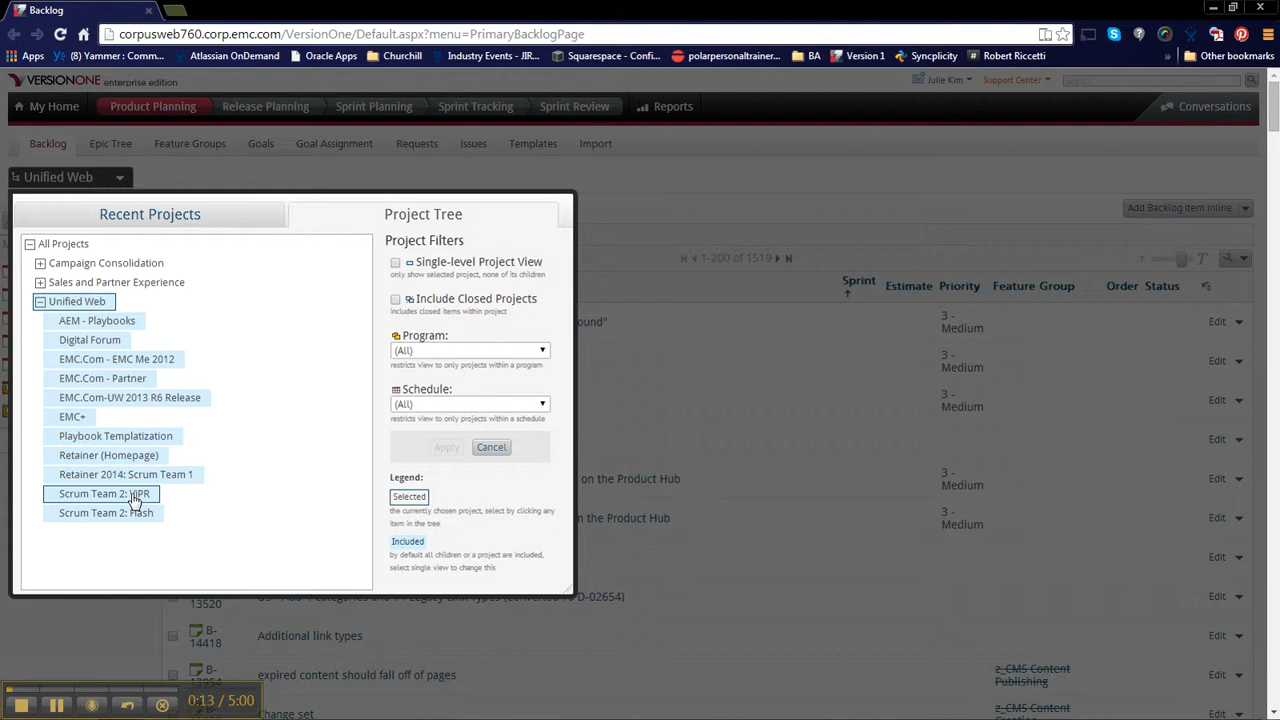 Backlog
corpusweb760.corp.emc.com/VersionOne/Default.aspx?menu=PrimaryBacklogPage
Apps
(8) Yammer : Comm...
Atlassian OnDemand
Oracle Apps
Churchill
Industry Events - JIR...
Squarespace - Confi...
polarpersonaltrainer...
BA
Version 1
Syncplicity
Robert Riccetti
»
Other bookmarks
VERSIONONE enterprise edition
Julie Kim
Support Center
Search...
My Home
Product Planning
Release Planning
Sprint Planning
Sprint Tracking
Sprint Review
Reports
Conversations
Backlog
Epic Tree
Feature Groups
Goals
Goal Assignment
Requests
Issues
Templates
Import
Unified Web
Recent Projects
Project Tree
Add Backlog Item Inline
All Projects
Campaign Consolidation
Sales and Partner Experience
Unified Web
AEM - Playbooks
Digital Forum
EMC.Com - EMC Me 2012
EMC.Com - Partner
EMC.Com-UW 2013 R6 Release
EMC+
Playbook Templatization
Retainer (Homepage)
Retainer 2014: Scrum Team 1
Scrum Team 2: ViPR
Scrum Team 2: Flash
Project Filters
Single-level Project View
only show selected project, none of its children
Include Closed Projects
includes closed items within project
Program:
(All)
restricts view to only projects within a program
Schedule:
(All)
restricts view to only projects within a schedule
Apply
Cancel
Legend:
Selected
the currently chosen project, select by clicking any
item in the tree
Included
by default all children or a project are included,
select single view to change this
1-200 of 1519
Sprint
Estimate
Priority
Feature Group
Order
Status
ound"
3 -
Medium
Edit
3 -
Medium
Edit
3 -
Medium
Edit
3 -
Medium
Edit
on the Product Hub
3 -
Medium
Edit
n the Product Hub
3 -
Medium
Edit
Edit
13520
Edit
B-
14418
Additional link types
Edit
B-
13954
expired content should fall off of pages
z_CMS Content
Publishing
Edit
B-
Change set
z_CMS Content
Creation
Edit
0:13 / 5:00